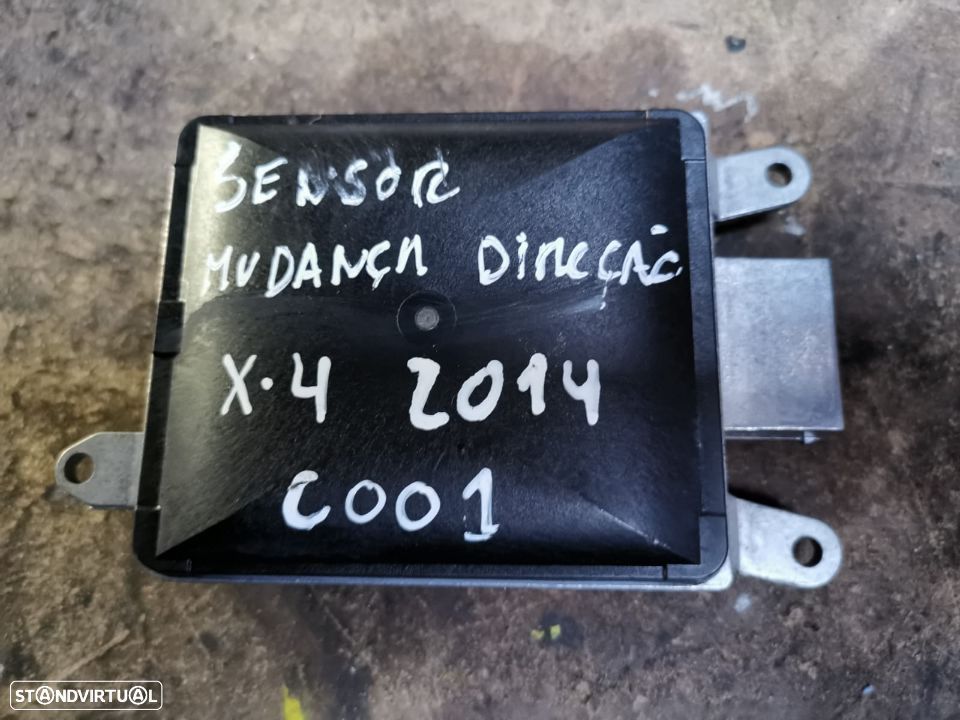 SENSOR
MUDANÇA DIREÇÃO
X.4 2014
C001
STANDVIRTUAL